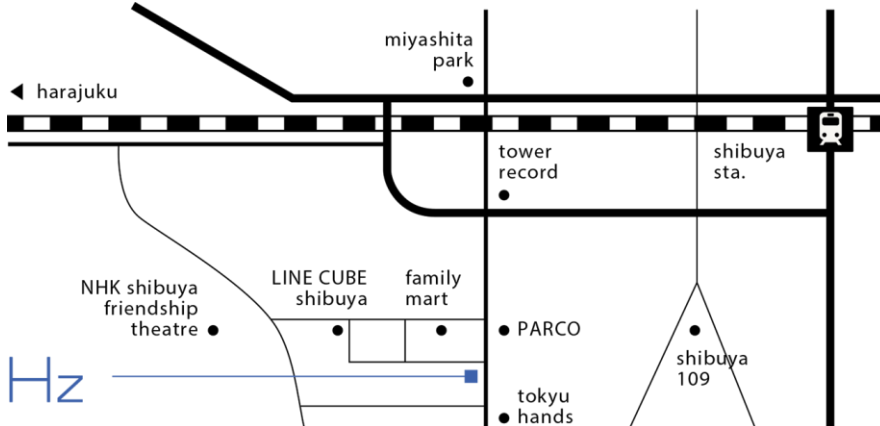 miyashita
park
harajuku
tower
record
shibuya
sta.
NHK shibuya
friendship
theatre
LINE CUBE
shibuya
family
mart
PARCO
shibuya
109
Hz
tokyu
hands